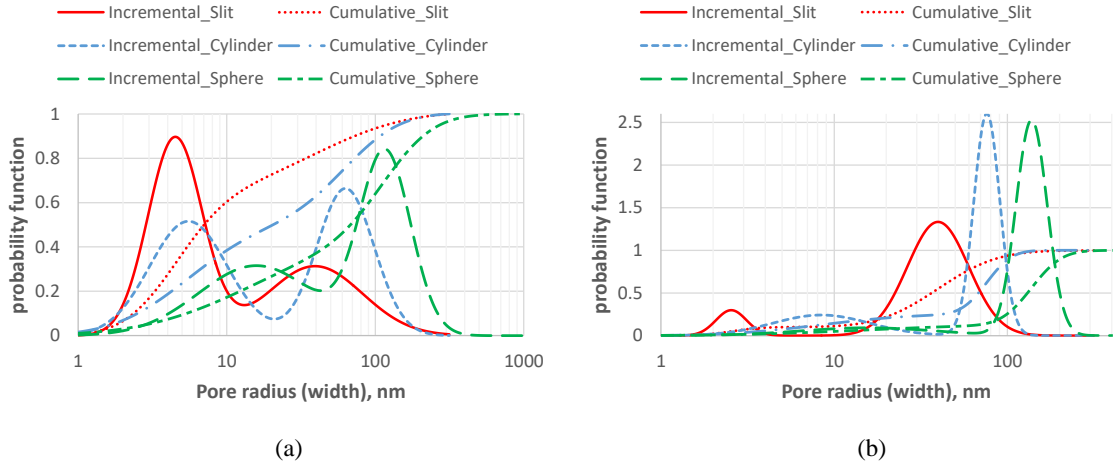 Incremental_Slit Cumulative_Slit
Incremental_Cylinder Cumulative_Cylinder
Incremental_Sphere Cumulative_Sphere
probability function
1
0.8
0.6
0.4
0.2
0
1 10 100 1000
Pore radius (width), nm
(a)
Incremental_Slit Cumulative_Slit
Incremental_Cylinder Cumulative_Cylinder
Incremental_Sphere Cumulative_Sphere
probability function
2.5
2
1.5
1
0.5
0
1 10 100
Pore radius (width), nm
(b)